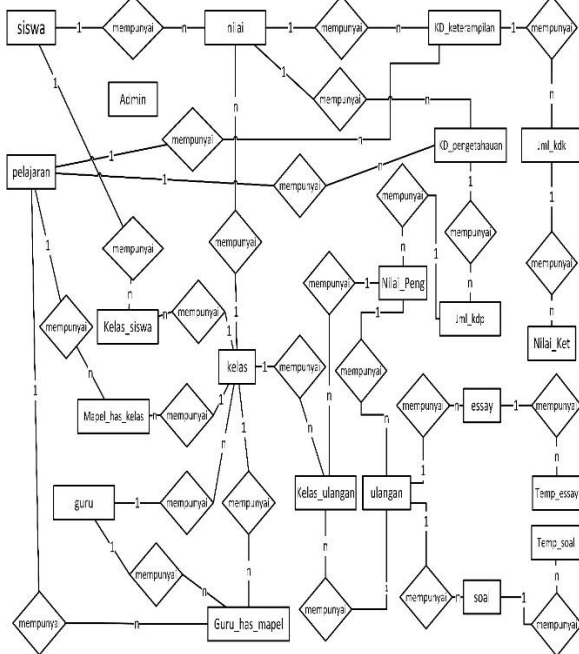 siswa
1
mempunyai
n
nilai
1
mempunyai
n
KD_keterampilan
1
mempunyai
1
n
1
mempunyai
n
n
Admin
mempunyai
1
n
KD_pengetahauan
Jml_kdk
pelajaran
1
mempunyai
n
1
1
1
mempunyai
mempunyai
mempunyai
mempunyai
mempunyai
n
1
mempunyai
1
Nilai_Peng
n
n
n
1
Kelas_siswa
n
mempunyai
1
Jml_kdp
n
Nilai_Ket
mempunyai
1
kelas
1
mempunyai
mempunyai
n
1
n
1
n
n
mempunyai
n
essay
1
mempunyai
Mapel_has_kelas
n
mempunyai
1
1
n
guru
1
mempunyai
mempunyai
Kelas_ulangan
ulangan
Temp_essay
1
n
1
Temp_soal
mempunyai
n
n
n
mempunyai
1
mempunyai
n
soal
1
mempunyai
mempunyai
n
Guru_has_mapel